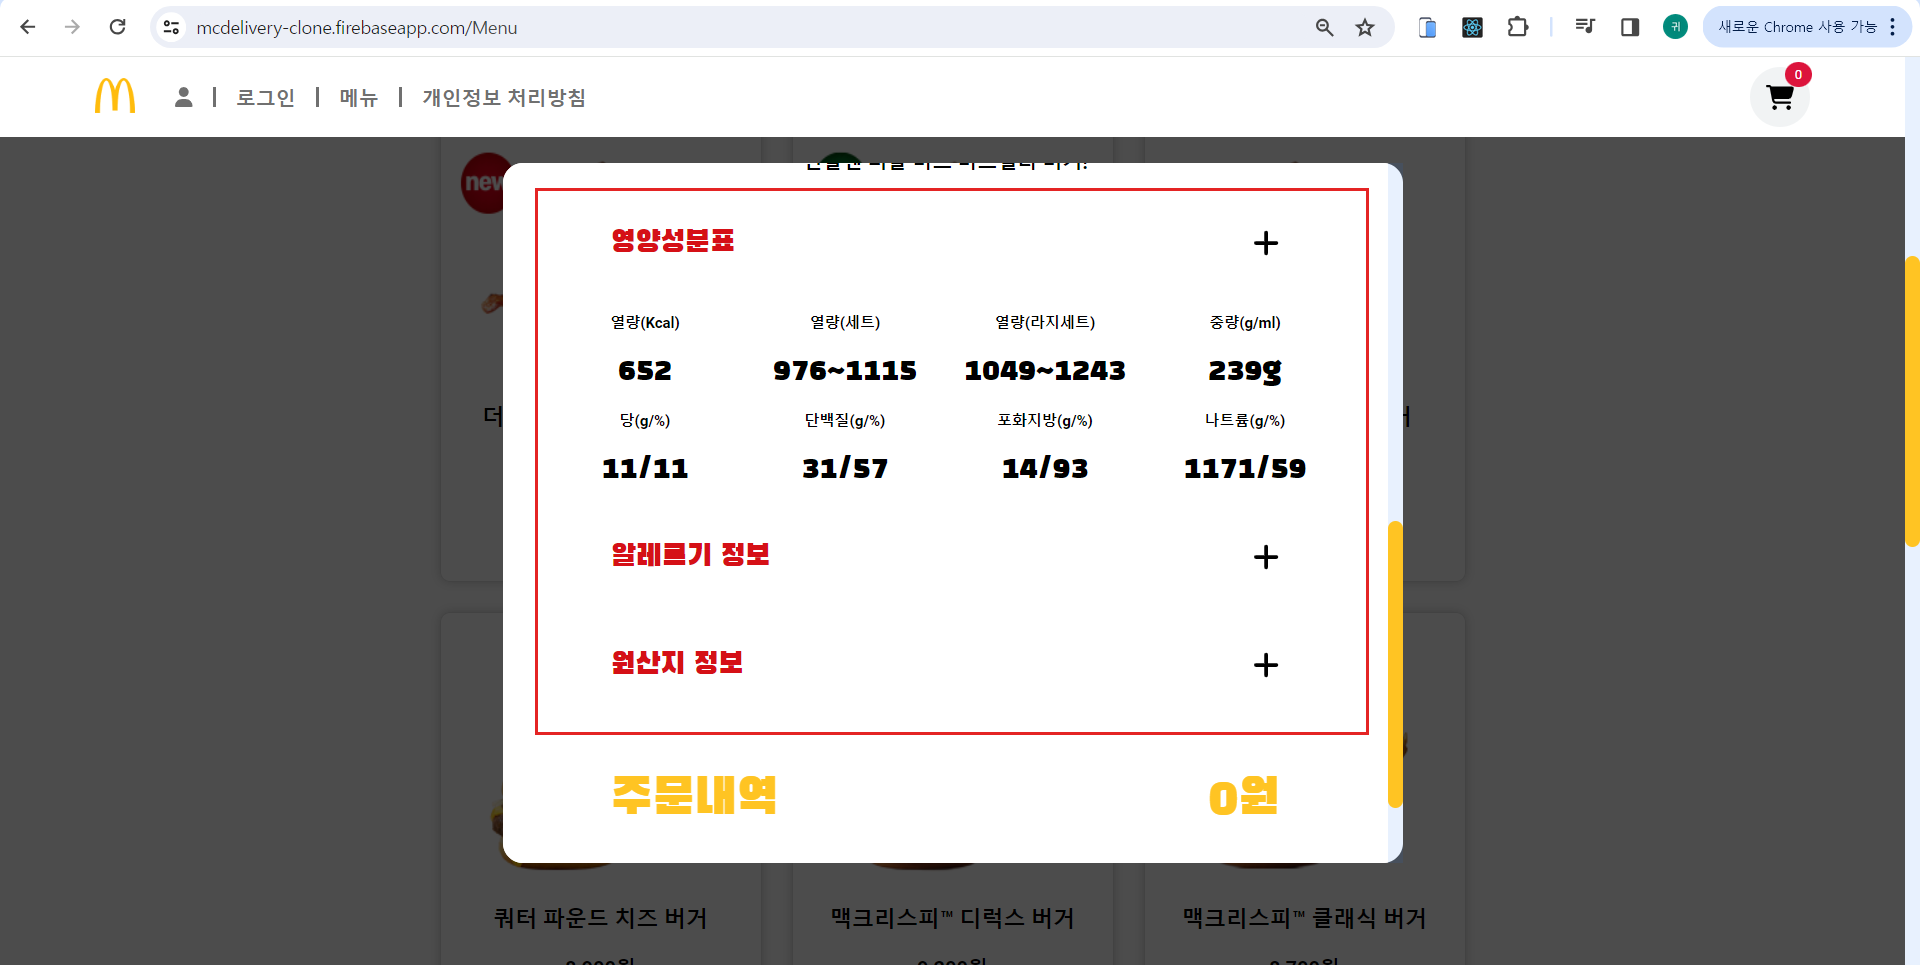 mcdelivery-clone.firebaseapp.com/Menu
귀
새로운 Chrome 사용 가능
로그인
메뉴
개인정보 처리방침
0
new
영양성분표
열량(Kcal) 열량(세트) 열량(라지세트) 중량(g/ml)
652 976~1115 1049~1243 239g
당(g/%) 단백질(g/%) 포화지방(g/%) 나트륨(g/%)
11/11 31/57 14/93 1171/59
더
알레르기 정보
원산지 정보
주문내역 0원
쿼터 파운드 치즈 버거 맥크리스피™ 디럭스 버거 맥크리스피™ 클래식 버거